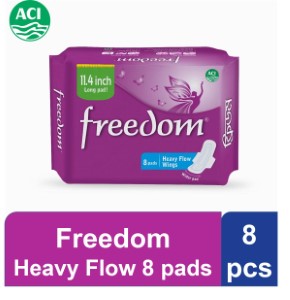 ACI
ACI
11.4 inch
Long pad!
freedom
8 pads
Heavy Flow
Wings
Freedom
Heavy Flow 8 pads
8
pcs